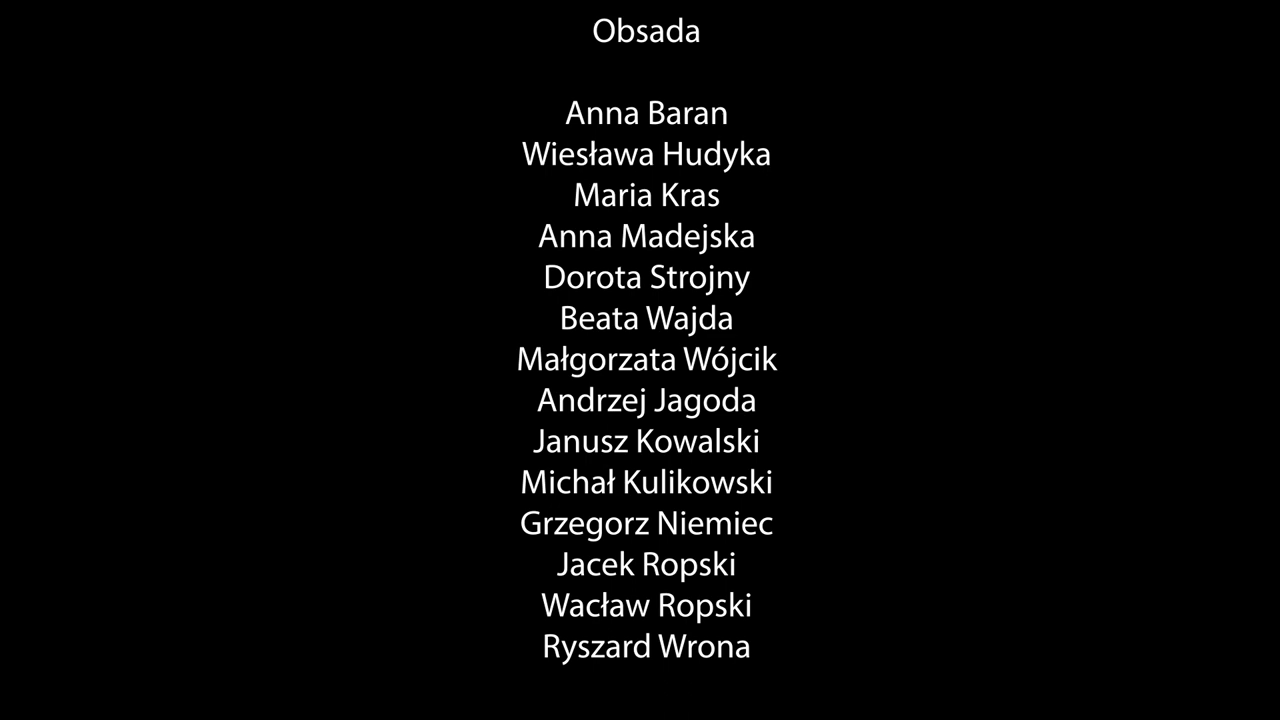 Obsada
Anna Baran
Wiesława Hudyka
Maria Kras
Anna Madejska
Dorota Strojny
Beata Wajda
Małgorzata Wójcik
Andrzej Jagoda
Janusz Kowalski
Michał Kulikowski
Grzegorz Niemiec
Jacek Ropski
Wacław Ropski
Ryszard Wrona